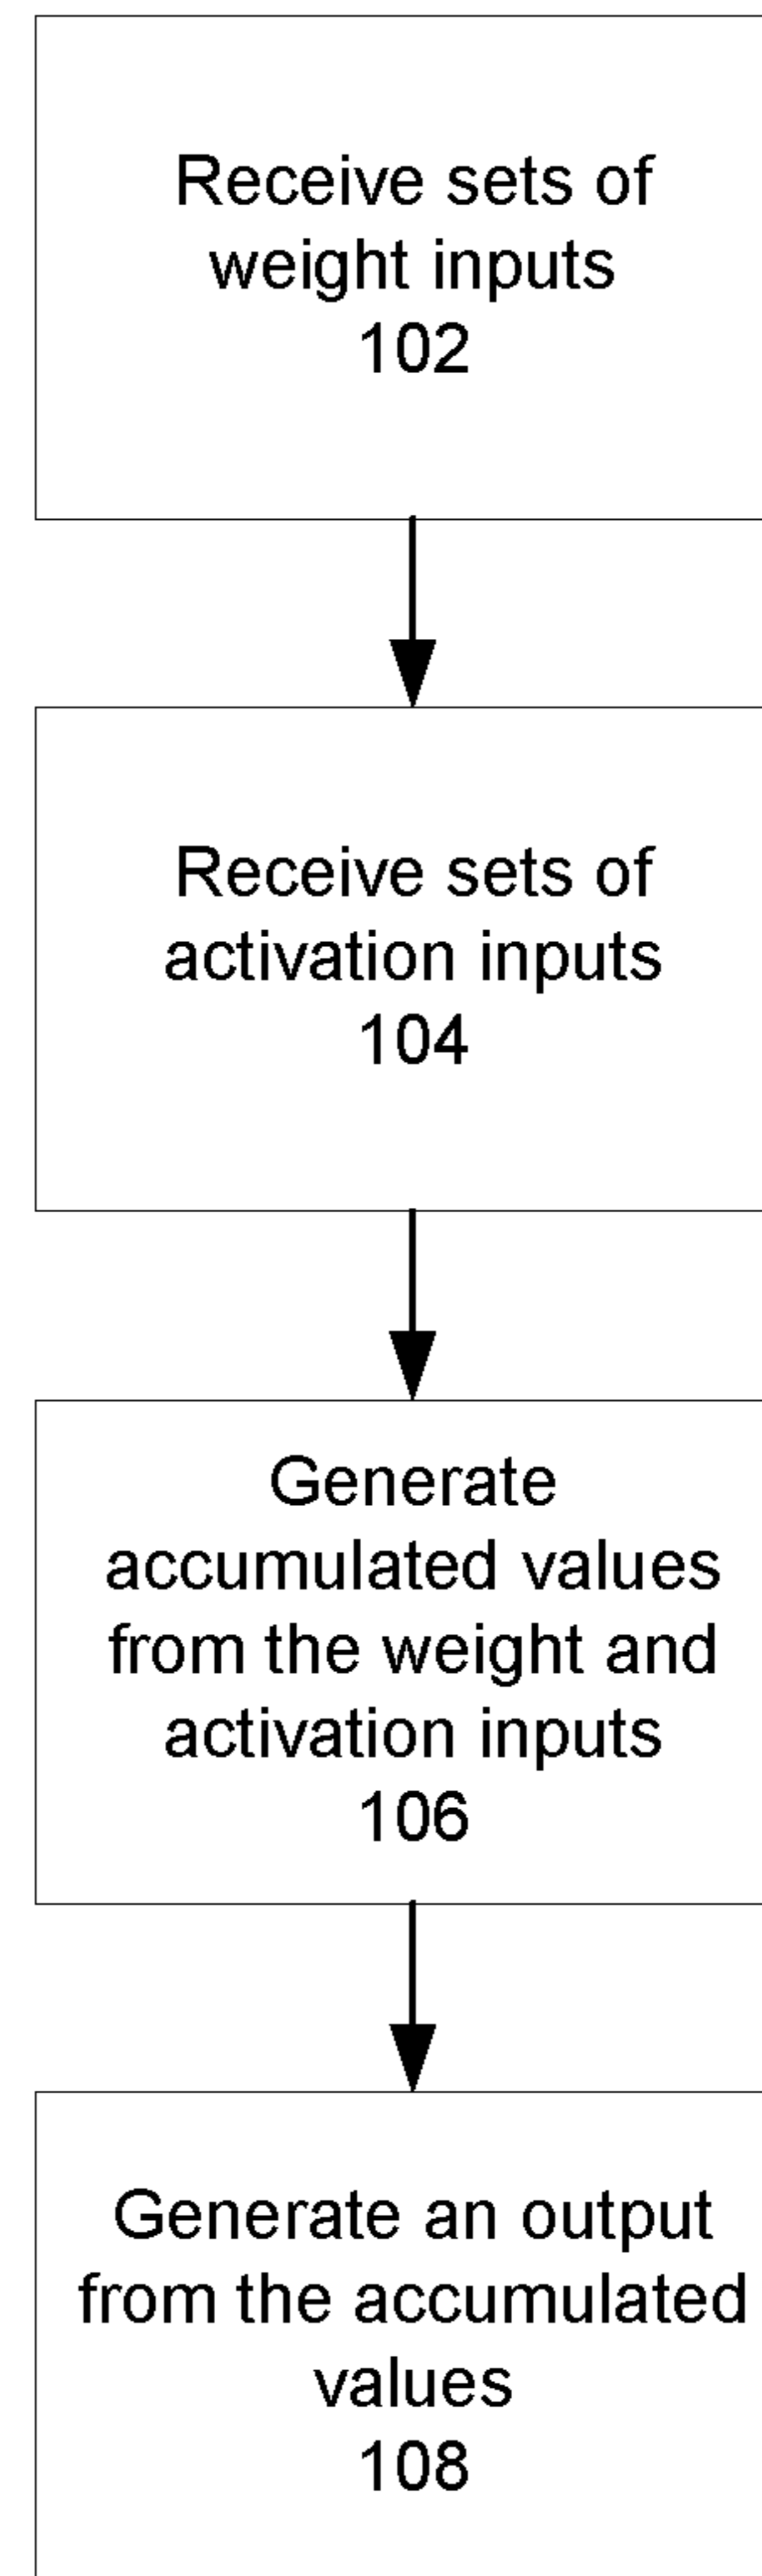 Receive sets of
weight inputs
102
Receive sets of
activation inputs
104
Generate
accumulated values
from the weight and
activation inputs
106
Generate an output
from the accumulated
values
108